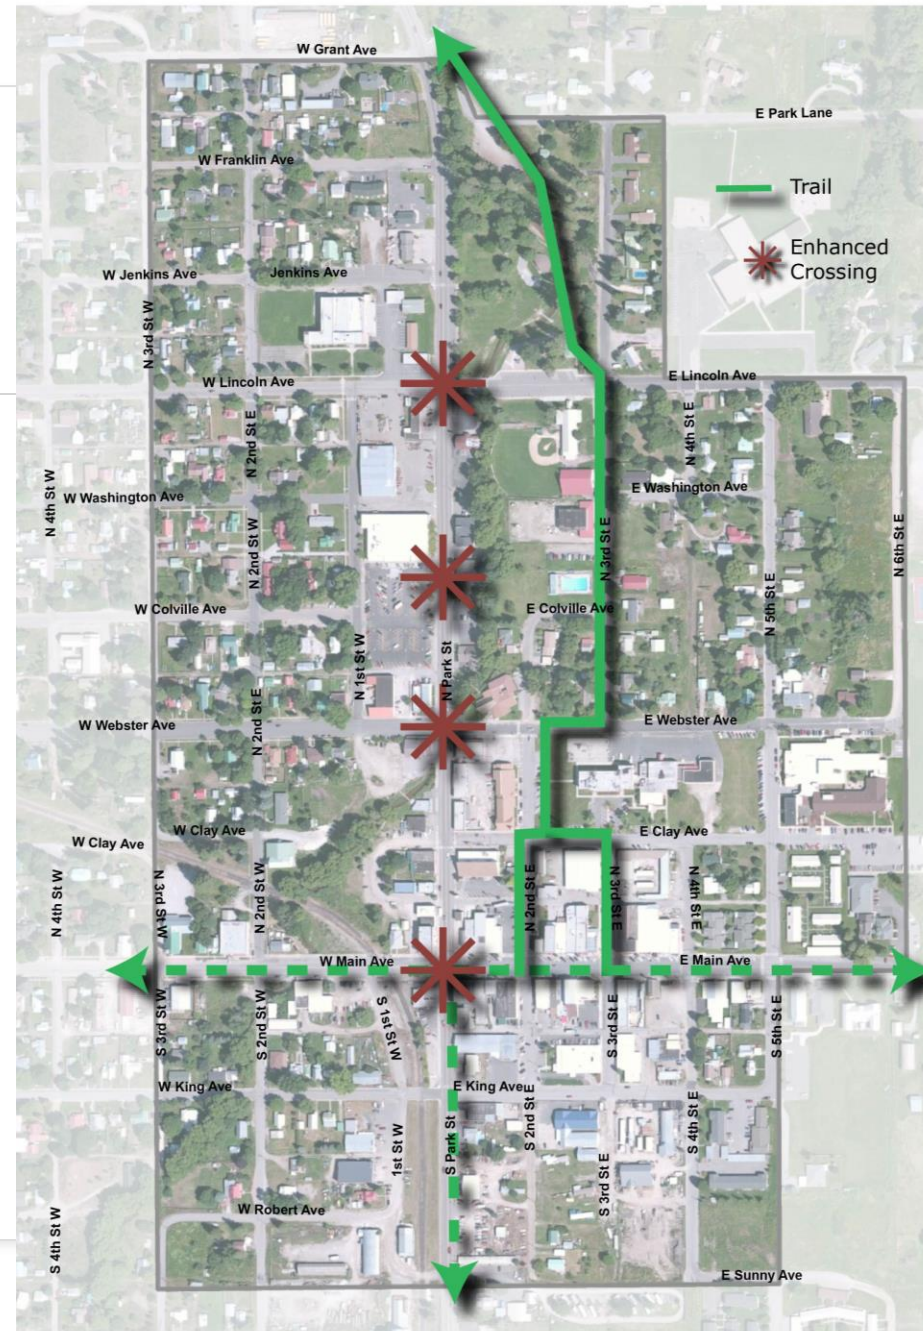 W Grant Ave
E Park Lane
W Franklin Ave
Trail
Enhanced
Crossing
W Jenkins Ave
Jenkins Ave
N 3rd St W
W Lincoln Ave
E Lincoln Ave
N 2nd St E
N 4th St E
N 4th St W
W Washington Ave
E Washington Ave
N 2nd St W
N 3rd St E
N 6th St E
W Colville Ave
E Colville Ave
N 5th St E
N 1st St W
N Park St
N 2nd St E
W Webster Ave
E Webster Ave
W Clay Ave
W Clay Ave
E Clay Ave
N 4th St W
N 3rd St W
N 2nd St W
N 2nd St E
N 3rd St E
N 4th St E
W Main Ave
E Main Ave
S 3rd St W
S 2nd St W
S 1st St W
S 3rd St E
S 5th St E
W King Ave
E King Ave
1st St W
S Park St
S 2nd St E
S 4th St E
S 3rd St E
W Robert Ave
S 4th St W
E Sunny Ave